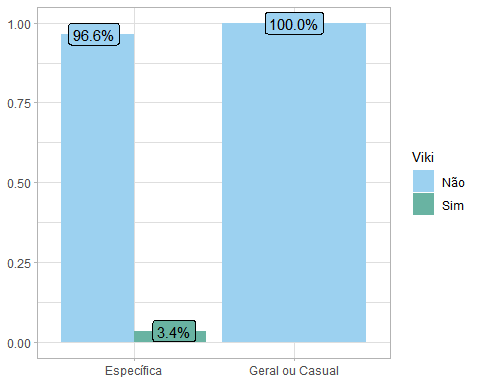 1.00
0.75
0.50
0.25
0.00
96.6%
3.4%
100.0%
Específica
Geral ou Casual
Viki
Não
Sim